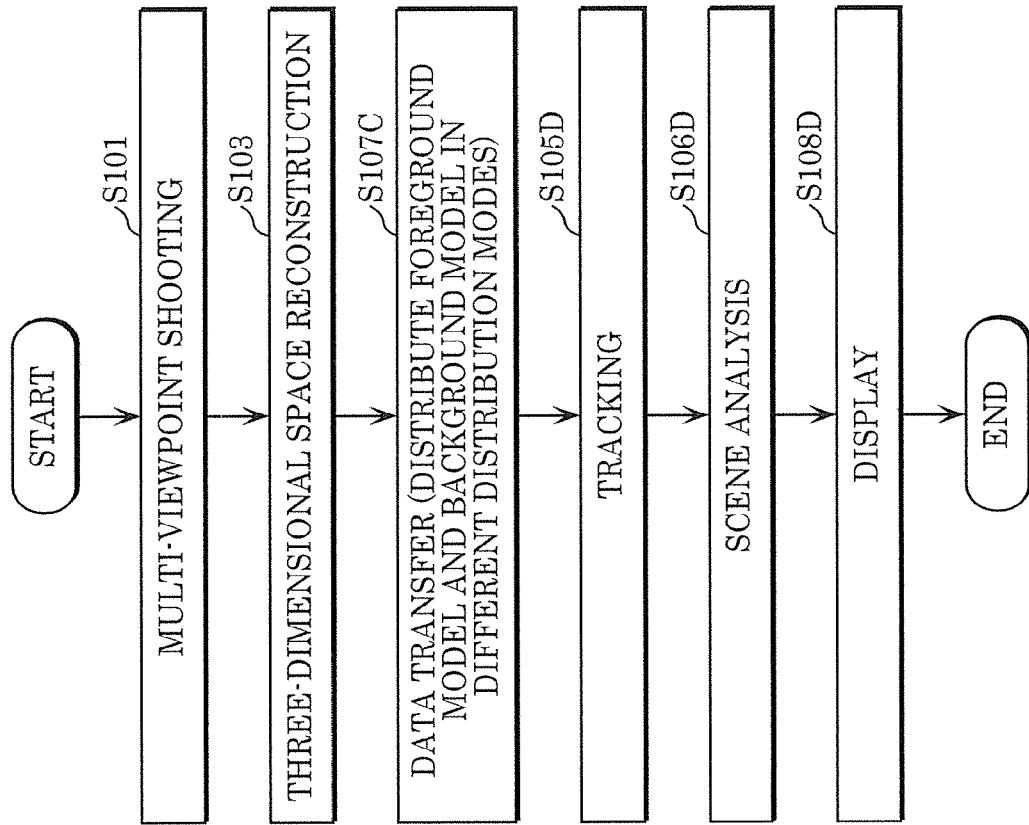 START
S101
MULTI-VIEWPOINT SHOOTING
S103
THREE-DIMENSIONAL SPACE RECONSTRUCTION
S107C
DATA TRANSFER (DISTRIBUTE FOREGROUND
MODEL AND BACKGROUND MODEL IN
DIFFERENT DISTRIBUTION MODES)
S105D
TRACKING
S106D
SCENE ANALYSIS
S108D
DISPLAY
END